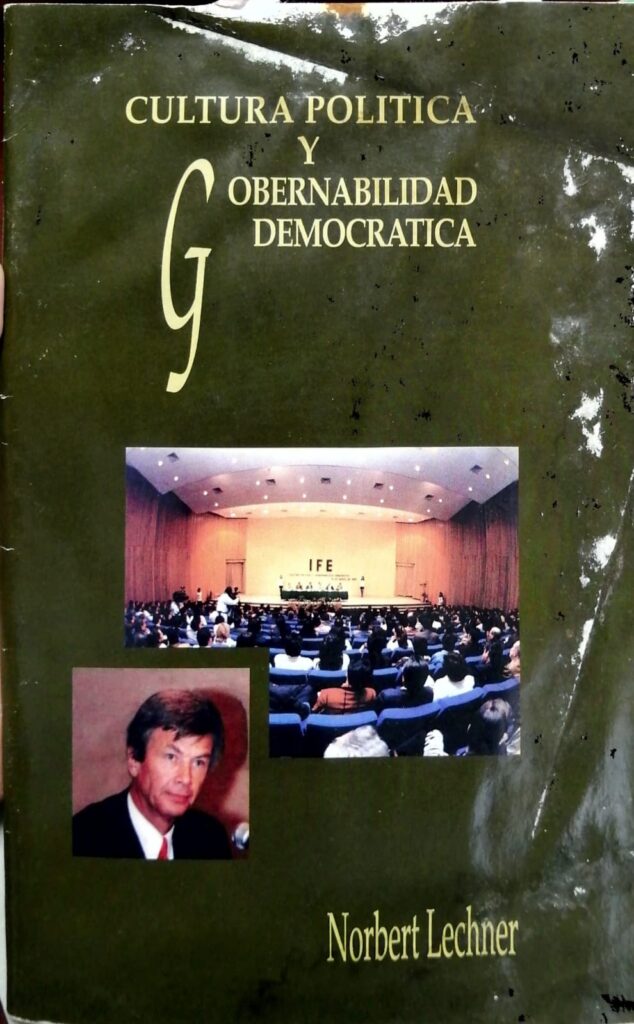 CULTURA POLITICA
Y
GOBERNABILIDAD
DEMOCRATICA
IFE
Norbert Lechner